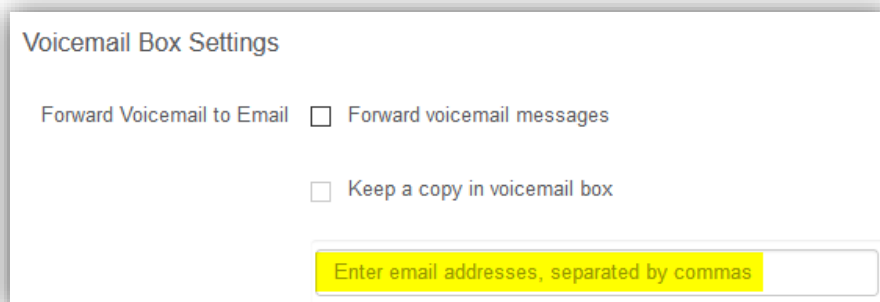 Voicemail Box Settings
Forward Voicemail to Email Forward voicemail messages
Keep a copy in voicemail box
Enter email addresses, separated by commas